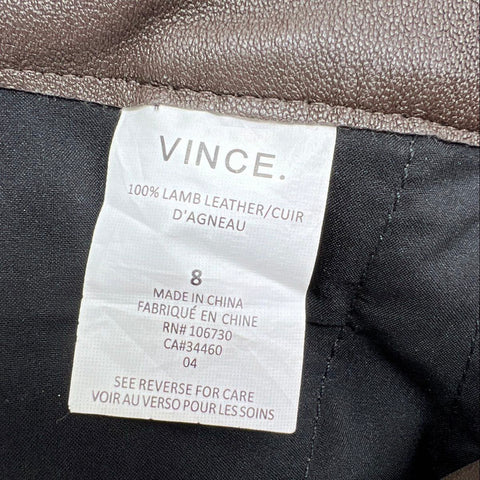 VINCE.
100% LAMB LEATHER/CUIR
D'AGNEAU
8
MADE IN CHINA
FABRIQUÉ EN CHINE
RN# 106730
CA#34460
04
SEE REVERSE FOR CARE
VOIR AU VERSO POUR LES SOINS